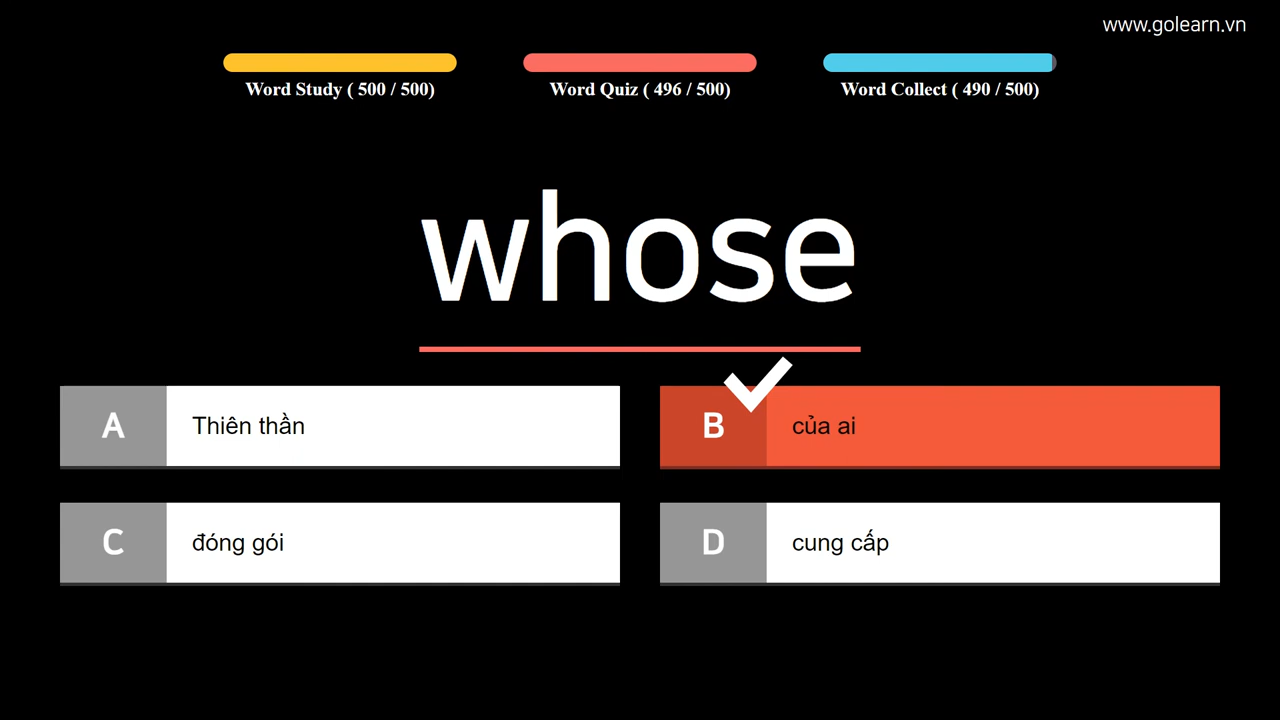 www.golearn.vn
Word Study ( 500 / 500)
Word Quiz ( 496 / 500)
Word Collect ( 490 / 500)
whose
A Thiên thần
B của ai
C đóng gói
D cung cấp